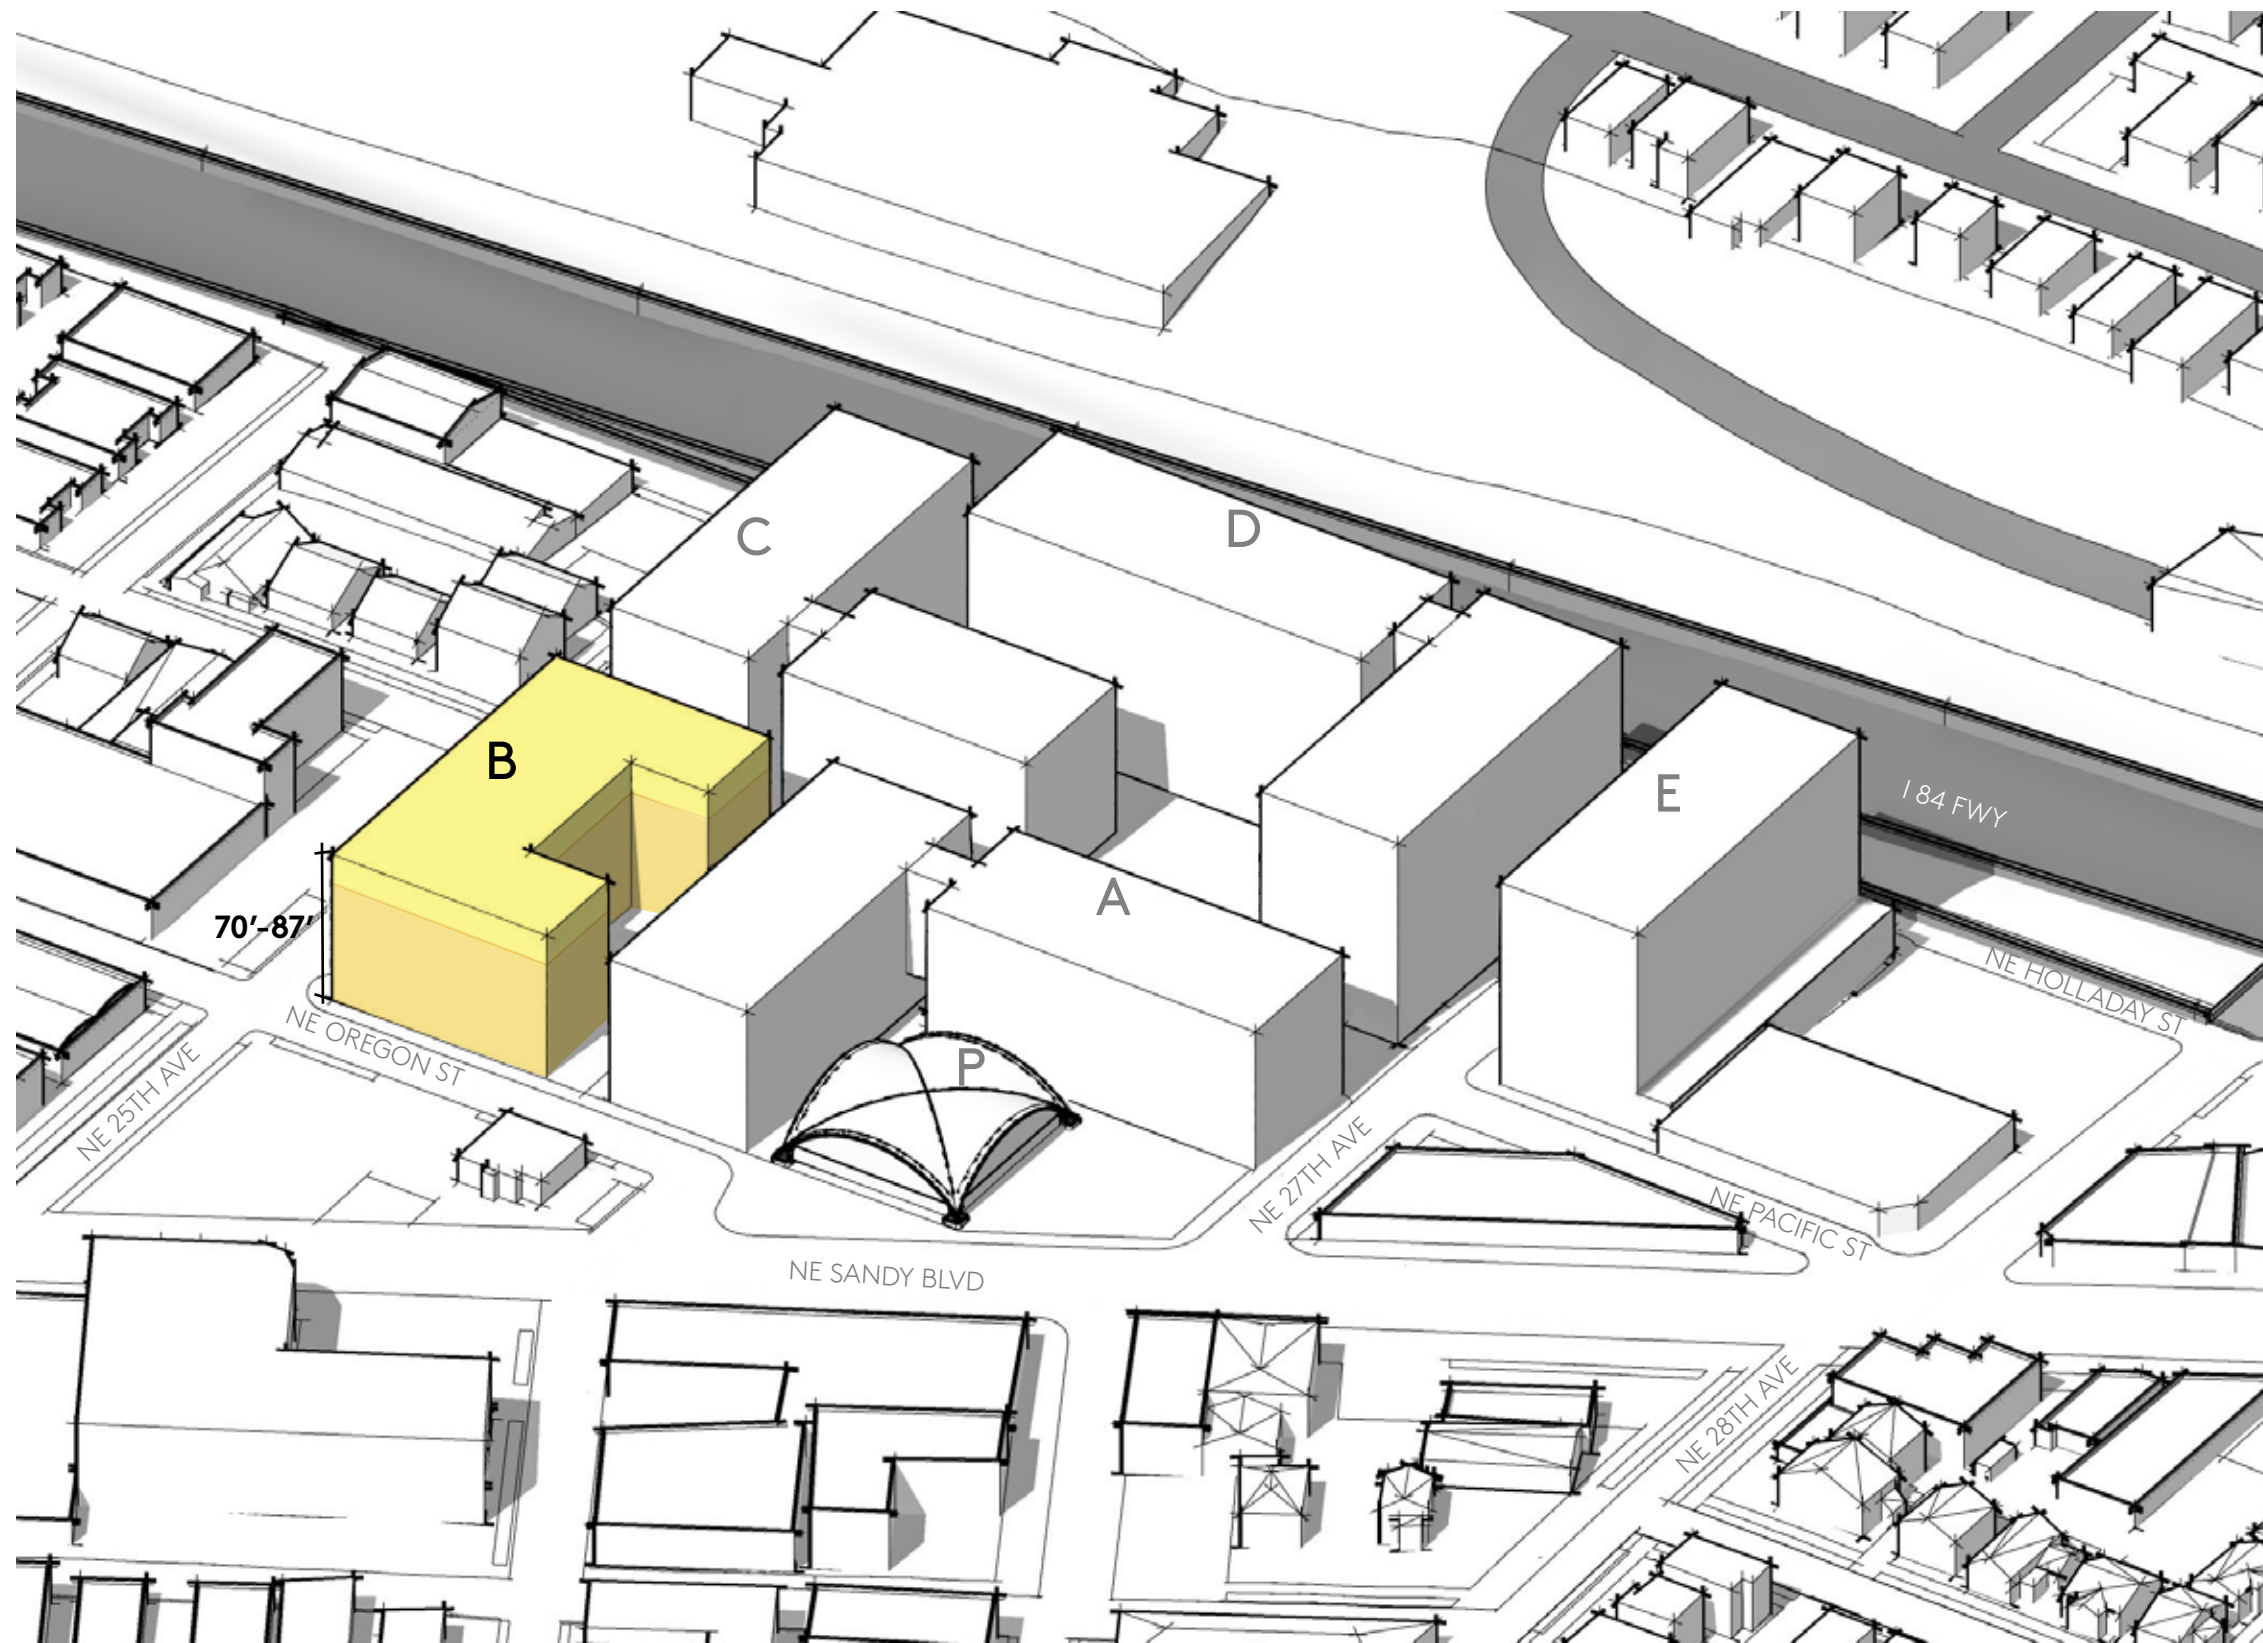 C
D
B
E
I 84 FWY
A
70’-87’
NE HOLLADAY ST
NE OREGON ST
P
NE 25TH AVE
NE 27TH AVE
NE PACIFIC ST
NE SANDY BLVD
NE 28TH AVE